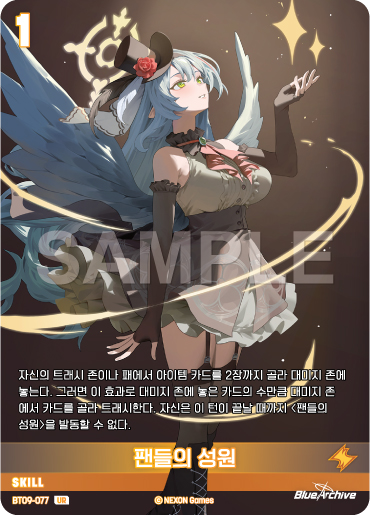 1
SAMPLE
자신의 트래시 존이나 패에서 아이템 카드를 2장까지 골라 대미지 존에
놓는다. 그러면 이 효과로 대미지 존에 놓은 카드의 수만큼 대미지 존
에서 카드를 골라 트래시한다. 자신은 이 턴이 끝날 때까지 <팬들의
성원>을 발동할 수 없다.
팬들의 성원
SKILL
BT09-077 UR © NEXON Games BlueArchive